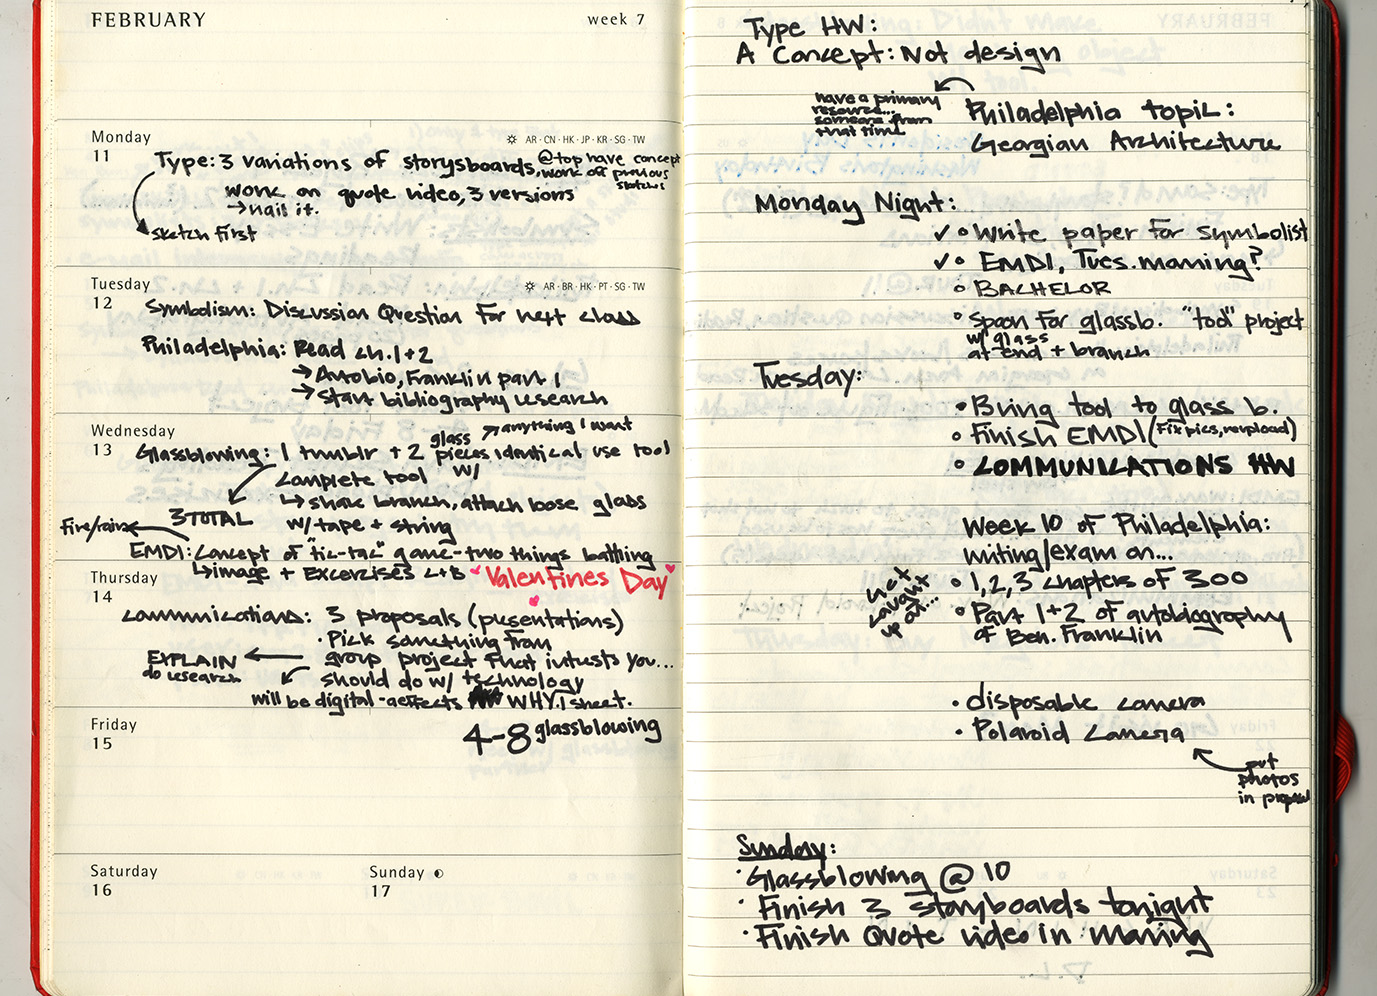 FEBRUARY
week 7
Monday
11
AR · CN · HK · JP · KR · SG · TW
Type: 3 variations of storysboards, @top have concept
work off previous
sketches
work on quote video, 3 versions
→ nail it.
sketch first
Tuesday
12
AR · BR · HK · PT · SG · TW
Symbolism: Discussion Question for next class
Philadelphia: Read ch. 1+2
→ Autobio, Franklin part 1
→ start bibliography research
Wednesday
13
glass → anything I want
Glassblowing: 1 tumblr + 2 pieces identical use tool
complete tool w/
↳ shake branch, attach loose glass
3 TOTAL w/ tape + string
Fire/rain
EMDI: Concept of "tic-tac" game - two things battling
↳ image + Excercises A+B
Valentines Day
Thursday
14
Communications: 3 proposals (presentations)
· Pick something from
EXPLAIN ← group project that intrests you...
do research
should do w/ technology
will be digital - aeffects WHY. 1 sheet.
Friday
15
4-8 glassblowing
Saturday
16
Sunday
17
Type HW:
A Concept: Not design
have a primary
resource...
someone from
that time
Philadelphia topic:
Georgian Architecture
Monday Night:
✓ • Write paper for symbolist
✓ • EMDI, Tues. morning?
• BACHELOR
• spoon for glassb. "tool" project
w/ glass
at end + branch
Tuesday:
• Bring tool to glass b.
• Finish EMDI (Fix pics, reupload)
• COMMUNICATIONS HW
Week 10 of Philadelphia:
writing/exam on...
• 1, 2, 3 chapters of 300
• Part 1+2 of autobiography
of Ben. Franklin
Get
caught
up on...
• disposable camera
• Polaroid camera
put
photos
in proposal
Sunday:
· Glassblowing @ 10
· Finish 3 storyboards tonight
· Finish Quote video in morning